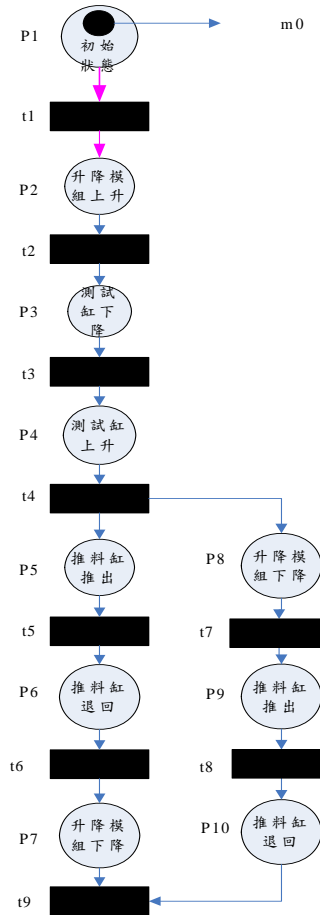 P1
初始
狀態
m0
t1
P2
升降模
組上升
t2
P3
測試
缸下
降
t3
P4
測試缸
上升
t4
P5
推料缸
推出
P8
升降模
組下降
t5
t7
P6
推料缸
退回
P9
推料缸
推出
t6
t8
P7
升降模
組下降
P10
推料缸
退回
t9